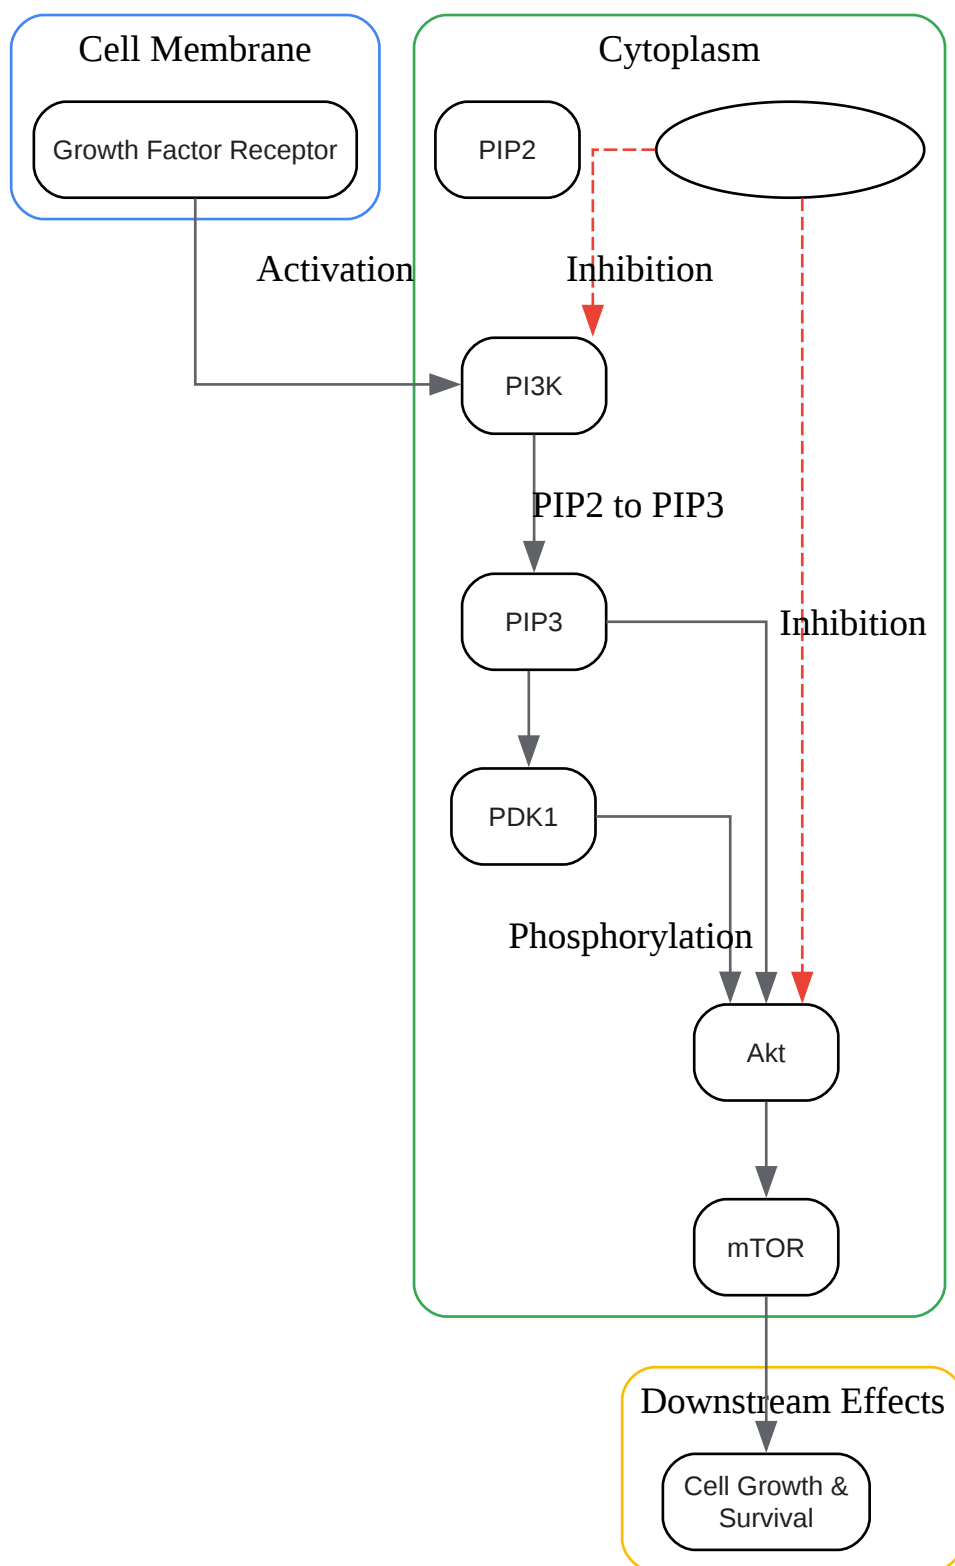 Cell Membrane
Cytoplasm
Growth Factor Receptor
PIP2
Activation
Inhibition
PI3K
PIP2 to PIP3
PIP3
Inhibition
PDK1
Phosphorylation
Akt
mTOR
Downstream Effects
Cell Growth &
Survival